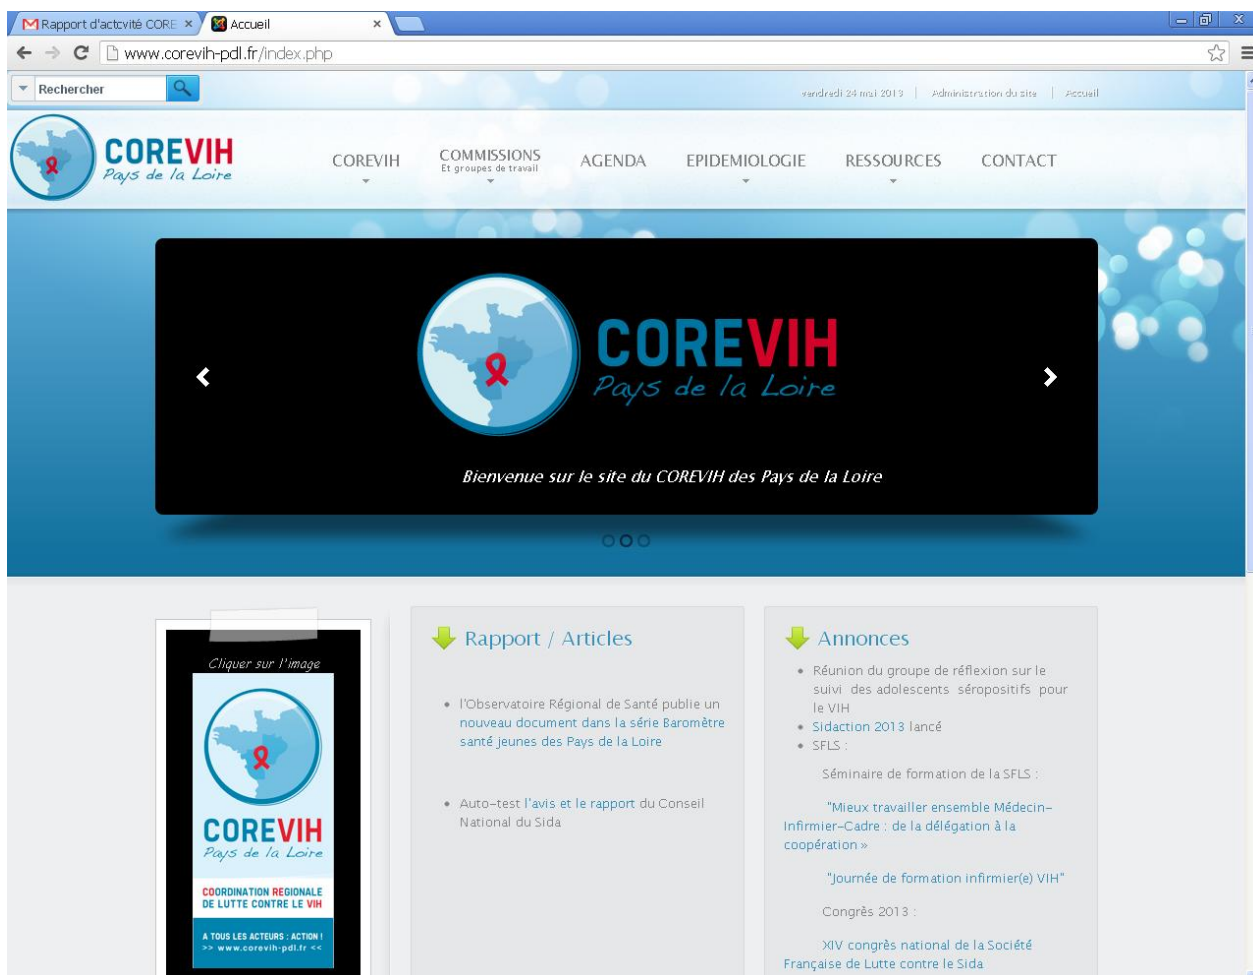 Rapport d'actcvité CORE
Accueil
www.corevih-pdl.fr/index.php
Rechercher
vendredi 24 mai 2013 | Administration du site | Accueil
COREVIH
Pays de la Loire
COREVIH
COMMISSIONS
Et groupes de travail
AGENDA
EPIDEMIOLOGIE
RESSOURCES
CONTACT
COREVIH
Pays de la Loire
Bienvenue sur le site du COREVIH des Pays de la Loire
Cliquer sur l'image
COREVIH
Pays de la Loire
COORDINATION REGIONALE
DE LUTTE CONTRE LE VIH
A TOUS LES ACTEURS : ACTION !
>> www.corevih-pdl.fr <<
Rapport / Articles
l'Observatoire Régional de Santé publie un
nouveau document dans la série Baromètre
santé jeunes des Pays de la Loire
Auto-test l'avis et le rapport du Conseil
National du Sida
Annonces
Réunion du groupe de réflexion sur le
suivi des adolescents séropositifs pour
le VIH
Sidaction 2013 lancé
SFLS :
Séminaire de formation de la SFLS :
"Mieux travailler ensemble Médecin-
Infirmier-Cadre : de la délégation à la
coopération »
"Journée de formation infirmier(e) VIH"
Congrès 2013 :
XIV congrès national de la Société
Française de Lutte contre le Sida